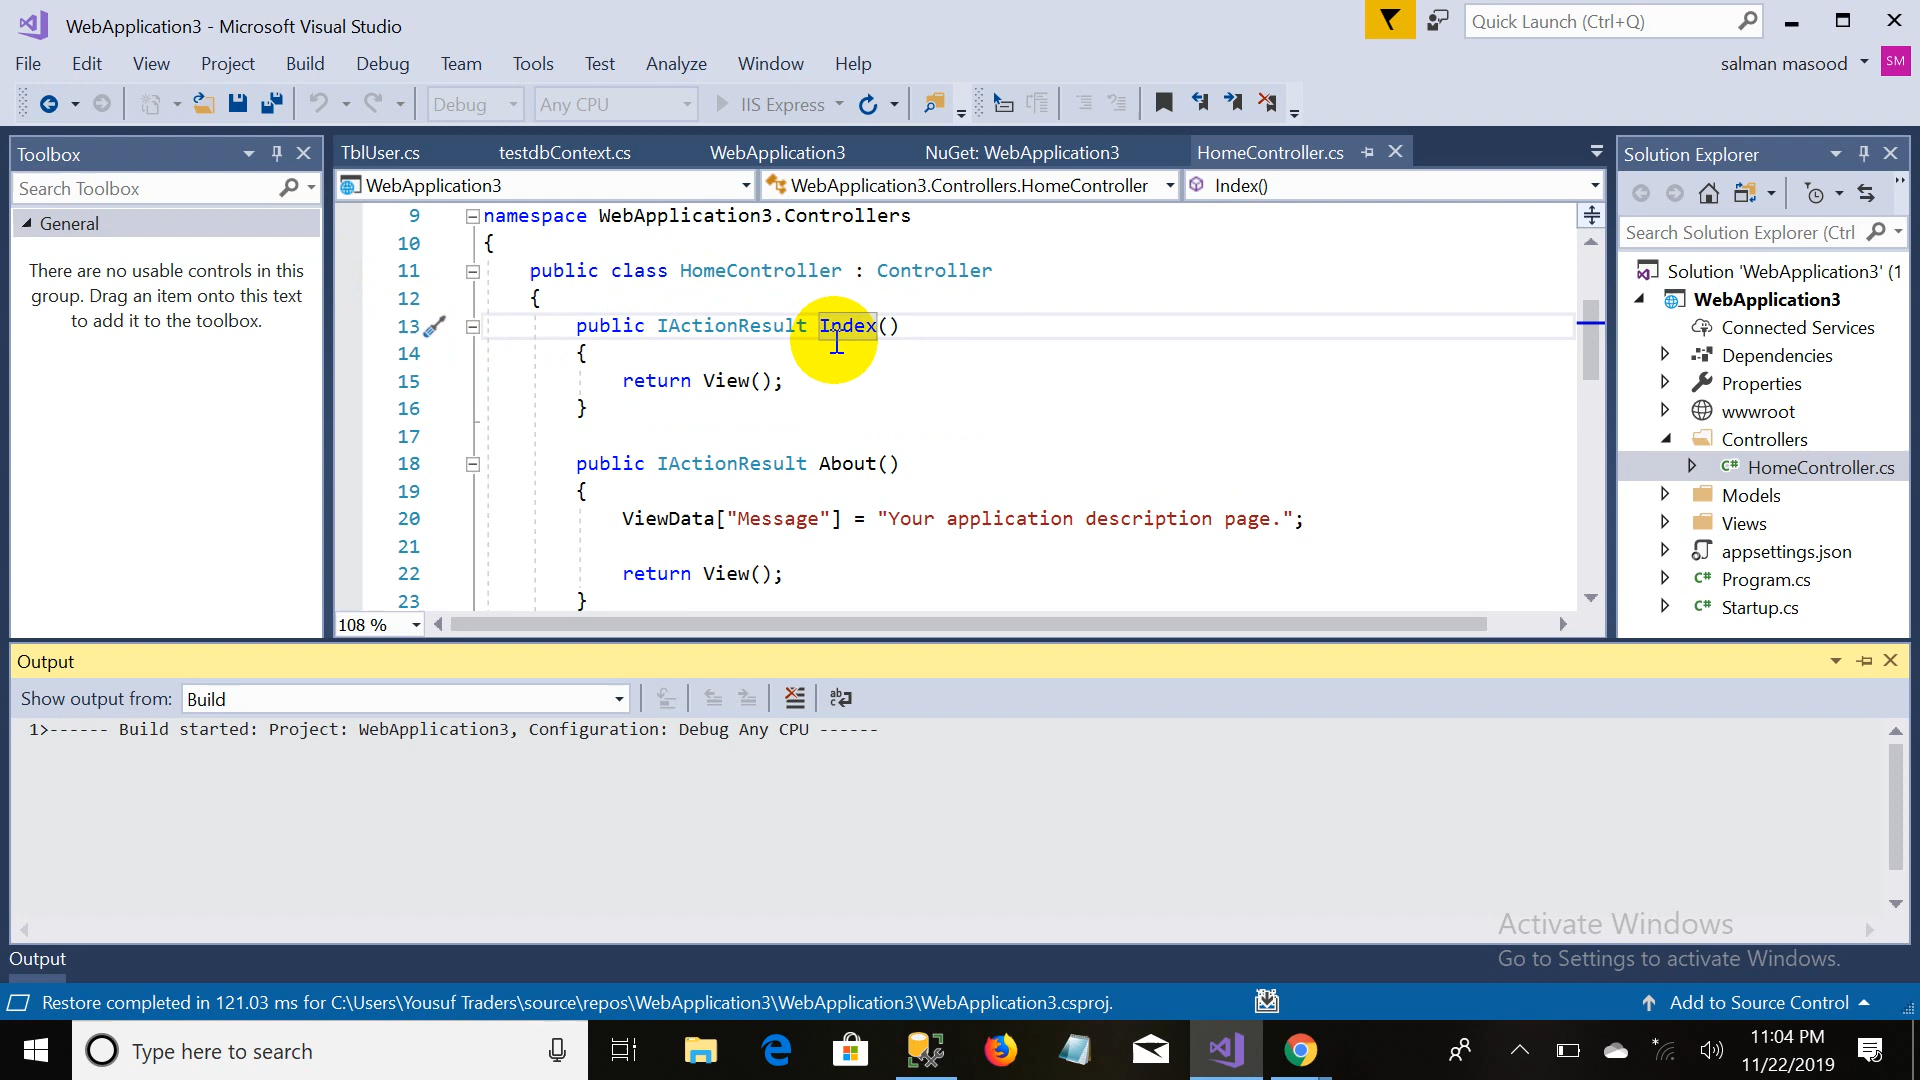 WebApplication3 - Microsoft Visual Studio
Quick Launch (Ctrl+Q)
File Edit View Project Build Debug Team Tools Test Analyze Window Help
salman masood SM
Debug Any CPU IIS Express
Toolbox
Search Toolbox
General
There are no usable controls in this
group. Drag an item onto this text
to add it to the toolbox.
TblUser.cs testdbContext.cs WebApplication3 NuGet: WebApplication3 HomeController.cs
WebApplication3 WebApplication3.Controllers.HomeController Index()
9 namespace WebApplication3.Controllers
10 {
11 public class HomeController : Controller
12 {
13 public IActionResult Index()
14 {
15 return View();
16 }
17
18 public IActionResult About()
19 {
20 ViewData["Message"] = "Your application description page.";
21
22 return View();
23 }
108 %
Solution Explorer
Search Solution Explorer (Ctrl
Solution 'WebApplication3' (1
WebApplication3
Connected Services
Dependencies
Properties
wwwroot
Controllers
C# HomeController.cs
Models
Views
appsettings.json
C# Program.cs
C# Startup.cs
Output
Show output from: Build
1>------ Build started: Project: WebApplication3, Configuration: Debug Any CPU ------
Activate Windows
Go to Settings to activate Windows.
Output
Restore completed in 121.03 ms for C:\Users\Yousuf Traders\source\repos\WebApplication3\WebApplication3\WebApplication3.csproj.
Add to Source Control
Type here to search
11:04 PM
11/22/2019